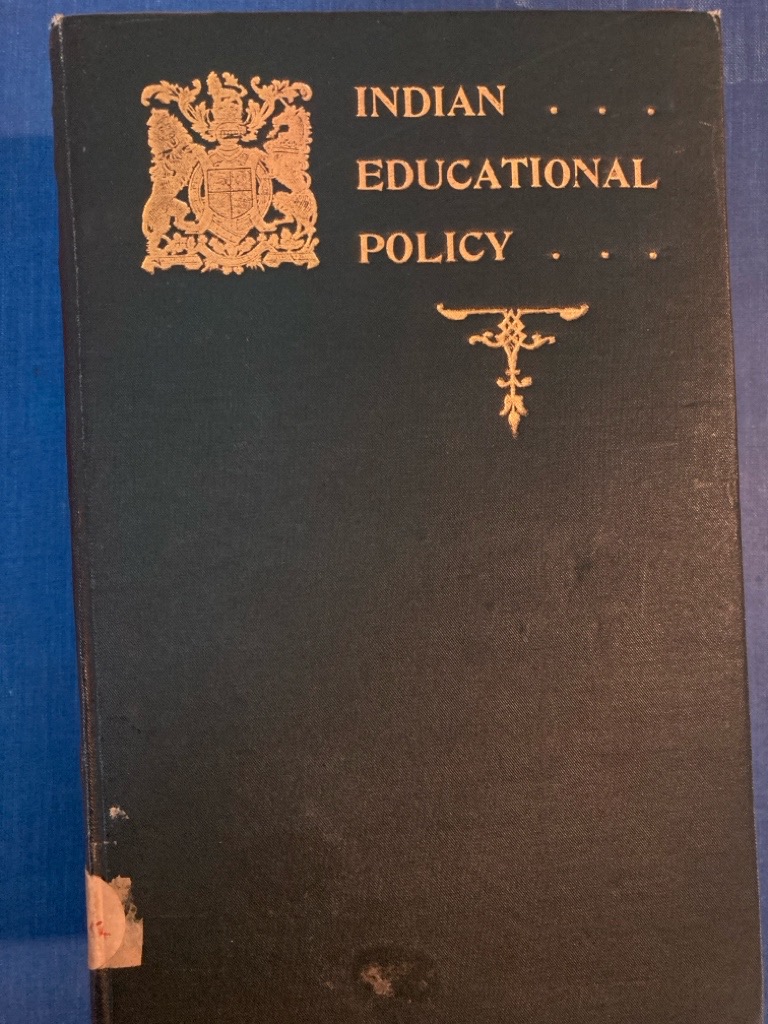 INDIAN . . .
EDUCATIONAL
POLICY . . .